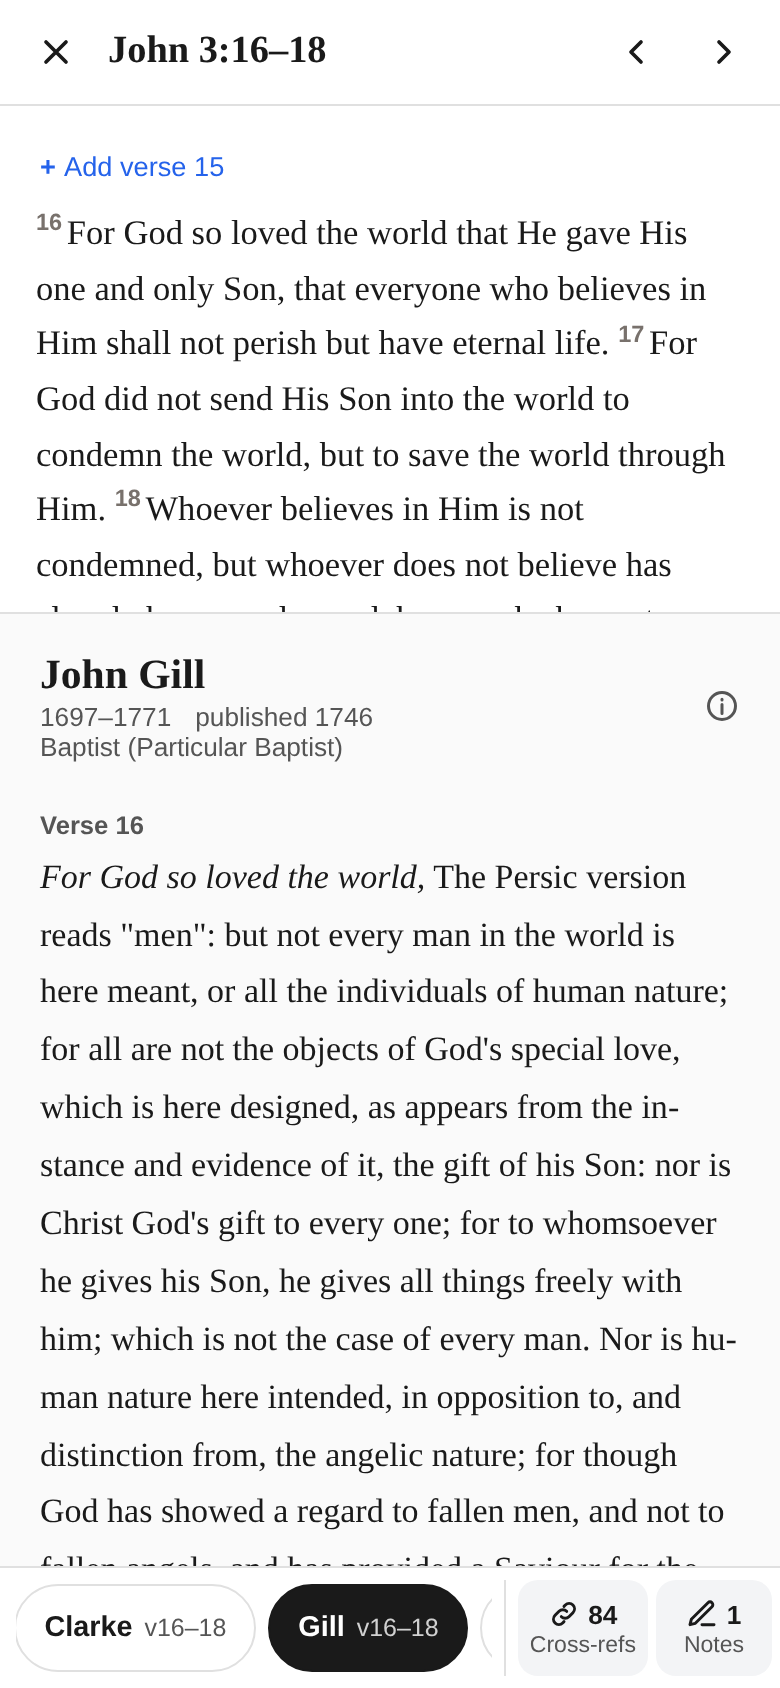 John 3:16–18
+ Add verse 15
16 For God so loved the world that He gave His
one and only Son, that everyone who believes in
Him shall not perish but have eternal life. 17 For
God did not send His Son into the world to
condemn the world, but to save the world through
Him. 18 Whoever believes in Him is not
condemned, but whoever does not believe has
John Gill
1697–1771 published 1746
Baptist (Particular Baptist)
Verse 16
For God so loved the world, The Persic version
reads "men": but not every man in the world is
here meant, or all the individuals of human nature;
for all are not the objects of God's special love,
which is here designed, as appears from the in-
stance and evidence of it, the gift of his Son: nor is
Christ God's gift to every one; for to whomsoever
he gives his Son, he gives all things freely with
him; which is not the case of every man. Nor is hu-
man nature here intended, in opposition to, and
distinction from, the angelic nature; for though
God has showed a regard to fallen men, and not to
fallen angels, and has provided a Saviour for the
Clarke v16–18
Gill v16–18
84
Cross-refs
1
Notes